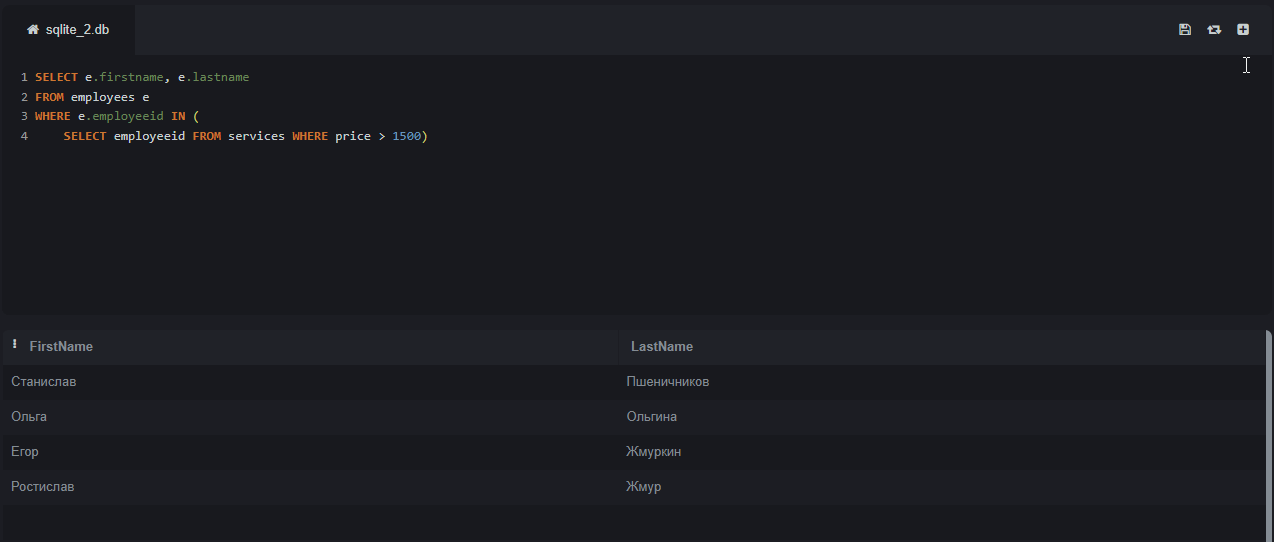 sqlite_2.db
1 SELECT e.firstname, e.lastname
2 FROM employees e
3 WHERE e.employeeid IN (
4 SELECT employeeid FROM services WHERE price > 1500)
FirstName LastName
Станислав Пшеничников
Ольга Ольгина
Егор Жмуркин
Ростислав Жмур